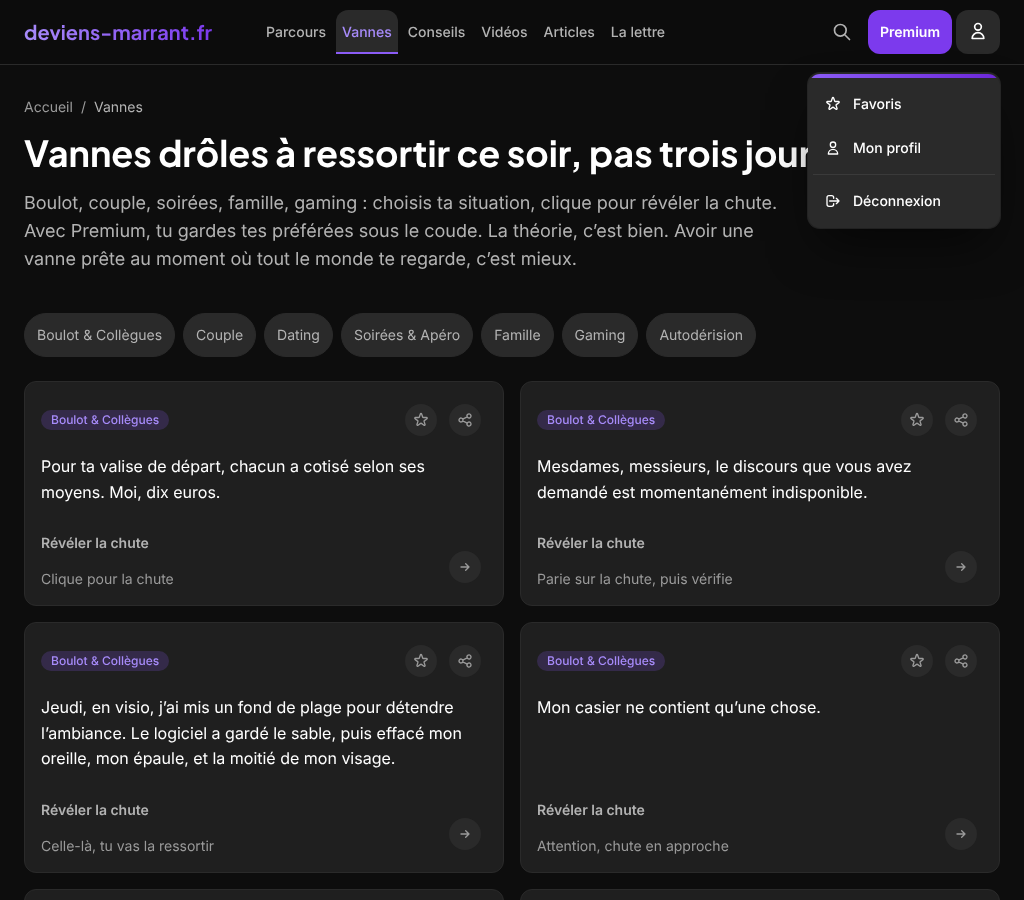 deviens-marrant.fr
Parcours
Vannes
Conseils
Vidéos
Articles
La lettre
Premium
Favoris
Mon profil
Déconnexion
Accueil / Vannes
Vannes drôles à ressortir ce soir, pas trois
Boulot, couple, soirées, famille, gaming : choisis ta situation, clique pour révéler la chute.
Avec Premium, tu gardes tes préférées sous le coude. La théorie, c’est bien. Avoir une
vanne prête au moment où tout le monde te regarde, c’est mieux.
Boulot & Collègues
Couple
Dating
Soirées & Apéro
Famille
Gaming
Autodérision
Boulot & Collègues
Pour ta valise de départ, chacun a cotisé selon ses
moyens. Moi, dix euros.
Révéler la chute
Clique pour la chute
Boulot & Collègues
Mesdames, messieurs, le discours que vous avez
demandé est momentanément indisponible.
Révéler la chute
Parie sur la chute, puis vérifie
Boulot & Collègues
Jeudi, en visio, j’ai mis un fond de plage pour détendre
l’ambiance. Le logiciel a gardé le sable, puis effacé mon
oreille, mon épaule, et la moitié de mon visage.
Révéler la chute
Celle-là, tu vas la ressortir
Boulot & Collègues
Mon casier ne contient qu’une chose.
Révéler la chute
Attention, chute en approche